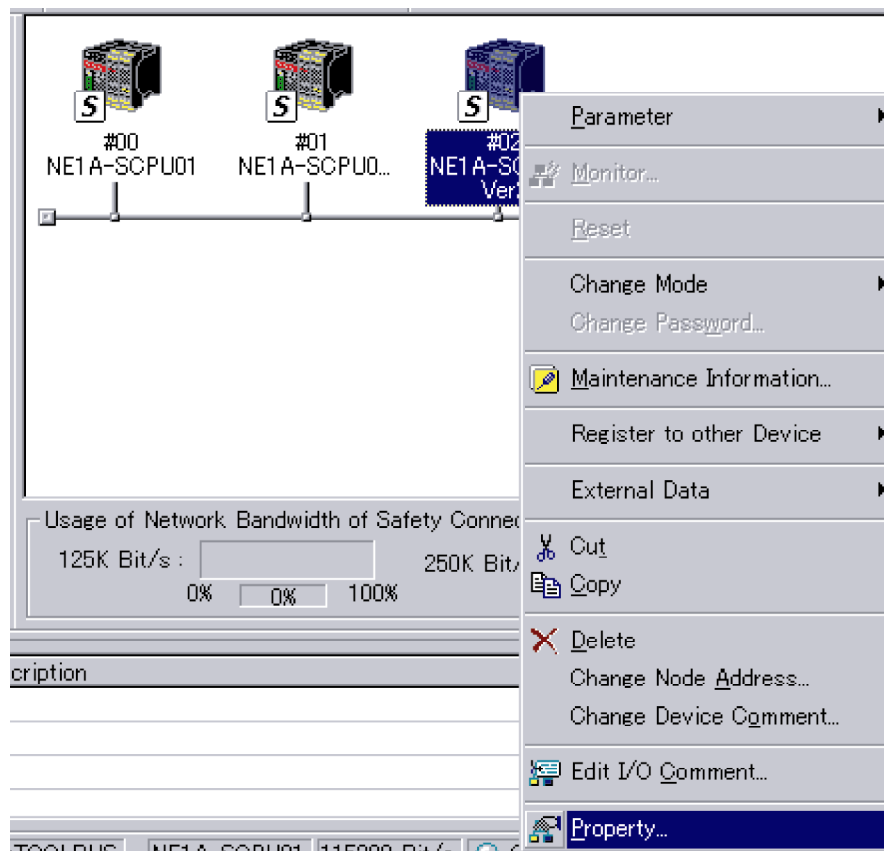 S
S
S
#00
NE1A-SCPU01
#01
NE1A-SCPU0...
#02
NE1A-SC
Ver
Parameter
Monitor...
Reset
Change Mode
Change Password...
Maintenance Information...
Register to other Device
External Data
Cut
Copy
Delete
Change Node Address...
Change Device Comment...
Edit I/O Comment...
Property...
Usage of Network Bandwidth of Safety Connec
125K Bit/s :
0%
0%
100%
250K Bit/
cription
TOOLBUS
NE1A-SCPU01
115200 Bit/s